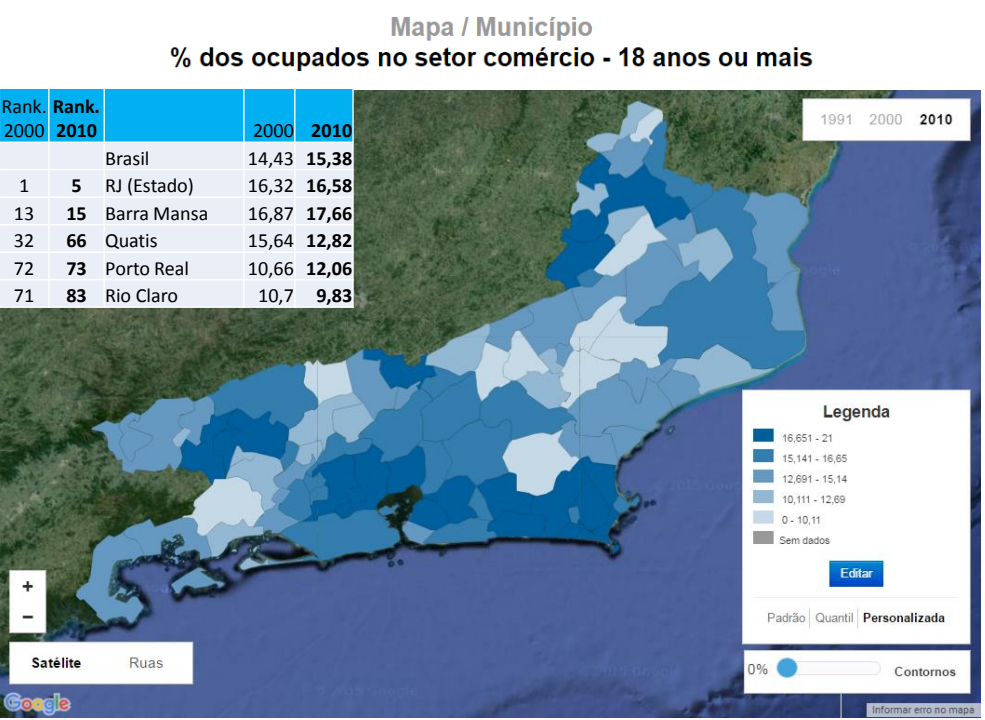 Mapa / Município
% dos ocupados no setor comércio - 18 anos ou mais
Rank. 2000 Rank. 2010 2000 2010
Brasil 14,43 15,38
1 5 RJ (Estado) 16,32 16,58
13 15 Barra Mansa 16,87 17,66
32 66 Quatis 15,64 12,82
72 73 Porto Real 10,66 12,06
71 83 Rio Claro 10,7 9,83
1991 2000 2010
Legenda
16,651 - 21
15,141 - 16,65
12,691 - 15,14
10,111 - 12,69
0 - 10,11
Sem dados
Editar
Padrão Quantil Personalizada
+
−
Satélite Ruas
0% Contornos
Google
Informar erro no mapa